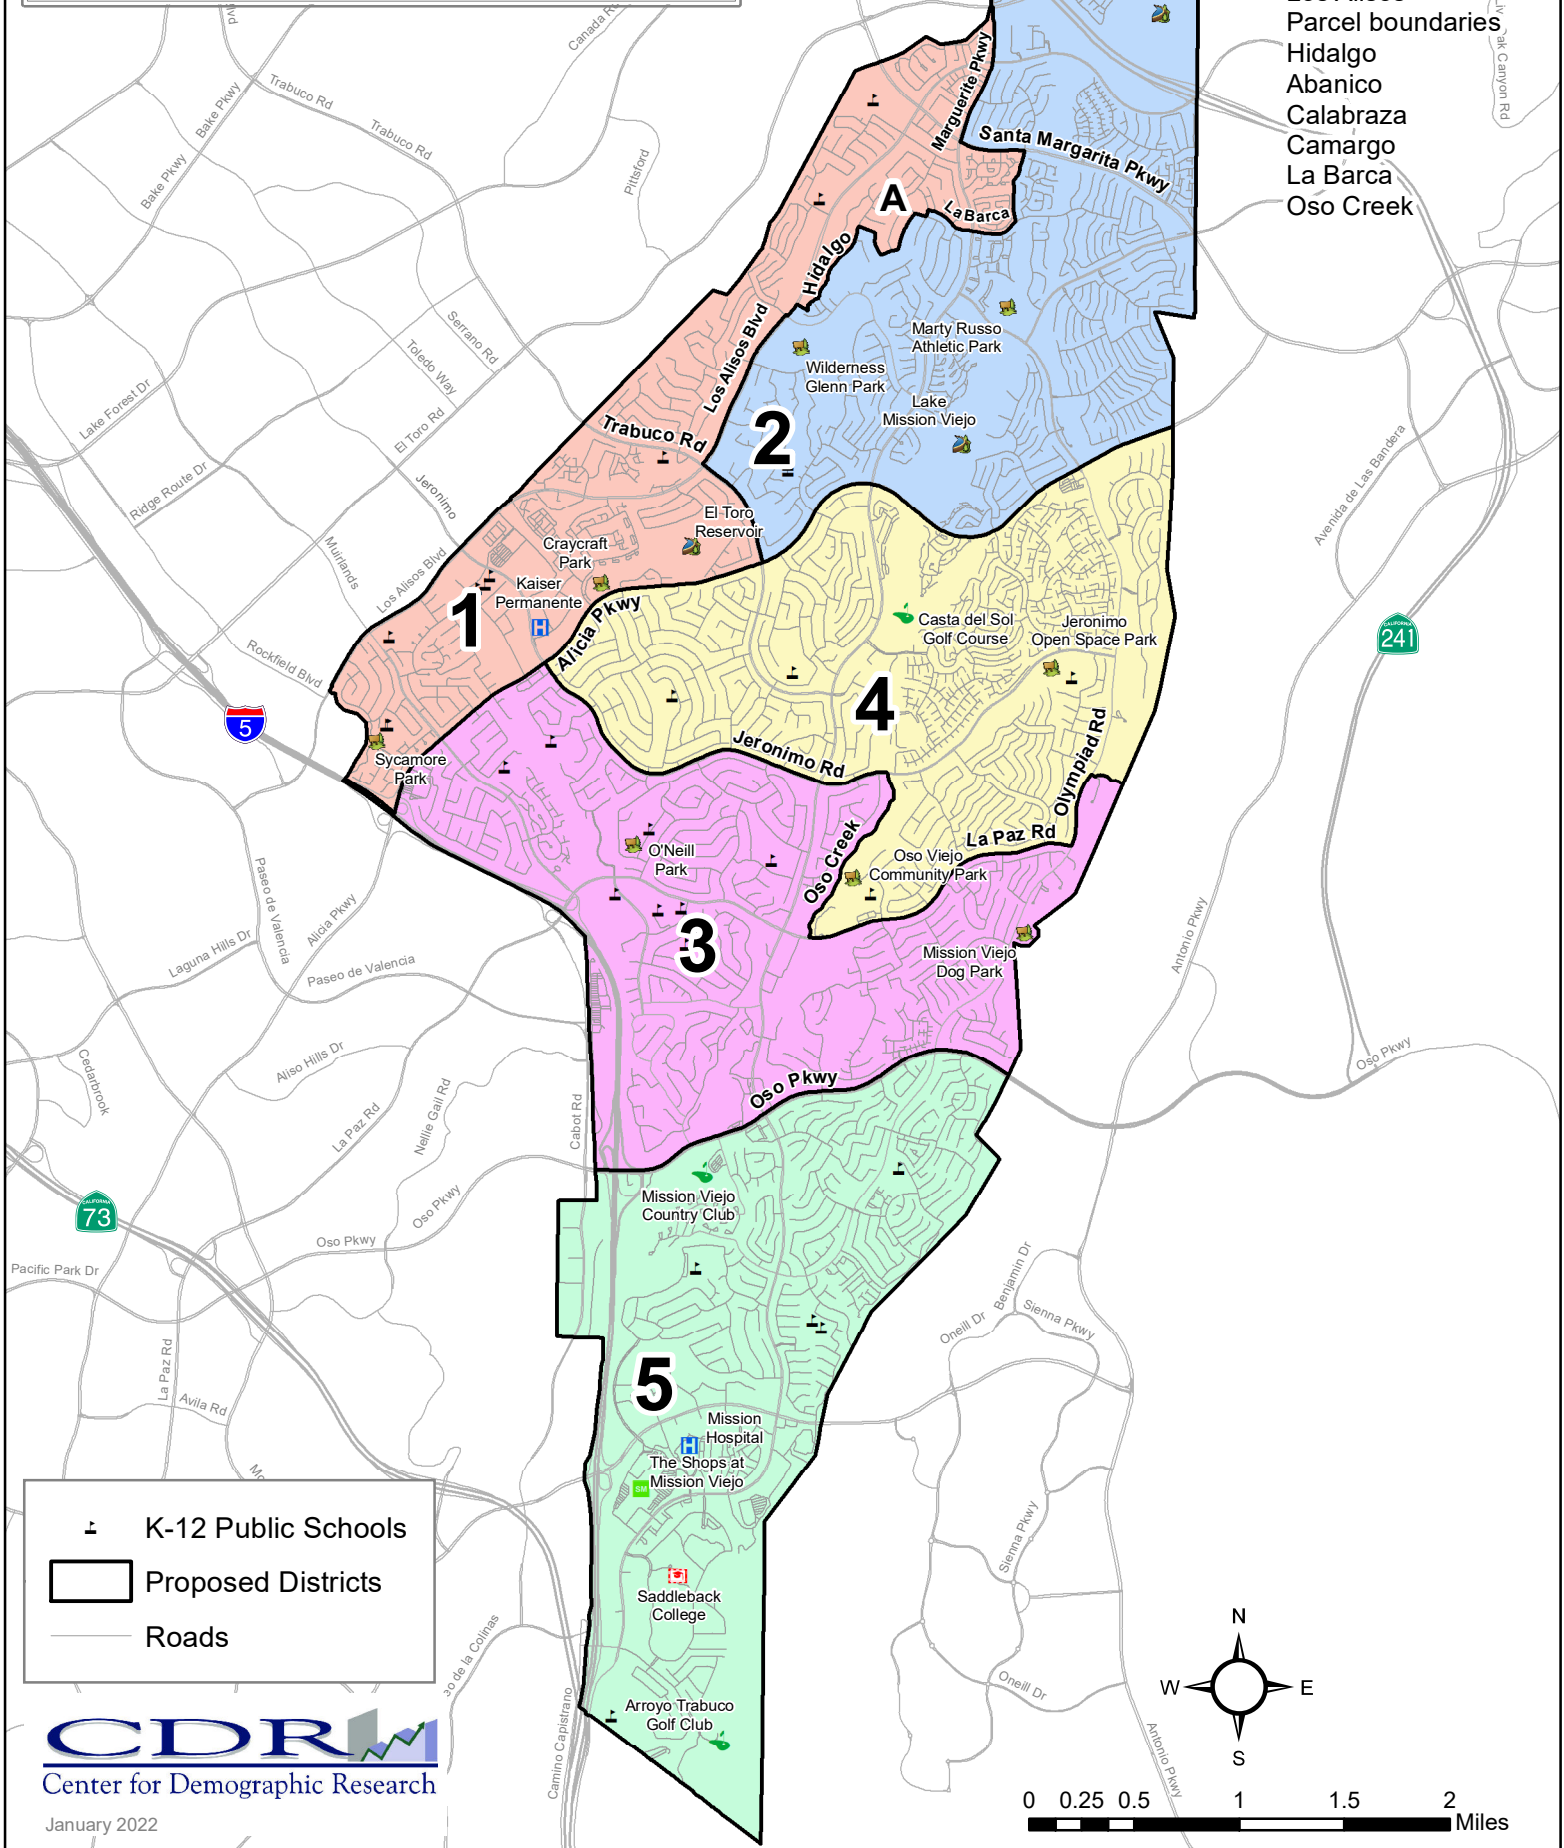 Parcel boundaries
Hidalgo
Abanico
Calabraza
Camargo
La Barca
Oso Creek
Canada Rd
Trabuco Rd
Bake Pkwy
Trabuco Rd
Bake Pkwy
Pittsford
Marguerite Pkwy
Santa Margarita Pkwy
A
La Barca
Hidalgo
Los Alisos Blvd
Serrano Rd
Toledo Way
Lake Forest Dr
El Toro Rd
Ridge Route Dr
Jeronimo
Muirlands
Los Alisos Blvd
Rockfield Blvd
Marty Russo
Athletic Park
Wilderness
Glenn Park
Lake
Mission Viejo
2
Trabuco Rd
El Toro
Reservoir
Craycraft
Park
Kaiser
Permanente
H
1
Alicia Pkwy
Casta del Sol
Golf Course
Jeronimo
Open Space Park
Avenida de Las Bandera
CALIFORNIA
241
5
4
Jeronimo Rd
Olympiad Rd
Sycamore
Park
La Paz Rd
Oso Creek
Oso Viejo
Community Park
O'Neill
Park
3
Mission Viejo
Dog Park
Paseo de Valencia
Alicia Pkwy
Laguna Hills Dr
Paseo de Valencia
Antonio Pkwy
Cedarbrook
Aliso Hills Dr
La Paz Rd
Nellie Gail Rd
Cabot Rd
Oso Pkwy
Oso Pkwy
CALIFORNIA
73
Oso Pkwy
Oso Pkwy
Pacific Park Dr
Mission Viejo
Country Club
La Paz Rd
Avila Rd
Benjamin Dr
Oneill Dr
Sienna Pkwy
5
Mission
Hospital
H
The Shops at
Mission Viejo
SM
Sienna Pkwy
Saddleback
College
Oneill Dr
Arroyo Trabuco
Golf Club
Camino Capistrano
Antonio Pkwy
de la Colinas
K-12 Public Schools
Proposed Districts
Roads
CDR
Center for Demographic Research
January 2022
N
W E
S
0 0.25 0.5 1 1.5 2
Miles